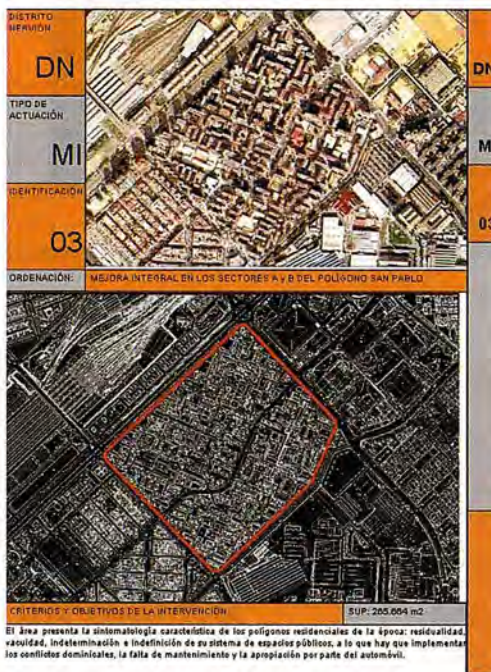 DISTRITO
NERVIÓN
DN
TIPO DE
ACTUACIÓN
MI
IDENTIFICACIÓN
03
ORDENACIÓN:
MEJORA INTEGRAL EN LOS SECTORES A y B DEL POLÍGONO SAN PABLO
CRITERIOS Y OBJETIVOS DE LA INTERVENCIÓN
SUP: 265.664 m2
El área presenta la sintomatología característica de los polígonos residenciales de la época: residualidad,
vacuidad, indeterminación e indefinición de su sistema de espacios públicos, a lo que hay que implementar
los conflictos dominicales, la falta de mantenimiento y la apropiación por parte del automóvil.
DN
M
03